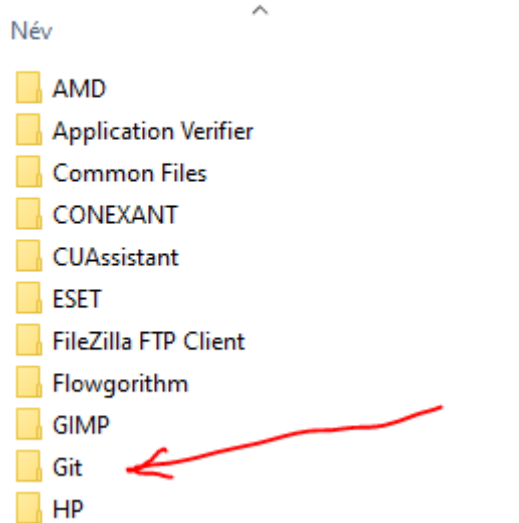 Név
AMD
Application Verifier
Common Files
CONEXANT
CUAssistant
ESET
FileZilla FTP Client
Flowgorithm
GIMP
Git
HP